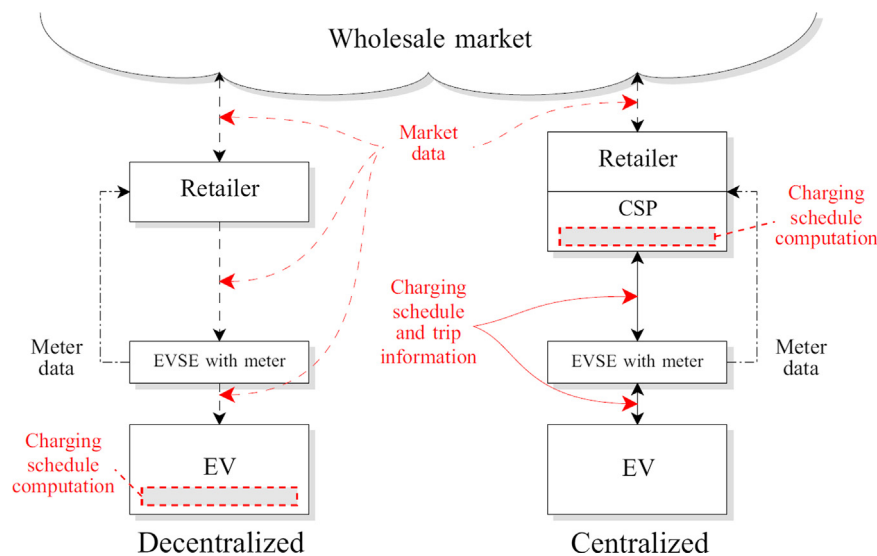 Wholesale market
Market
data
Retailer
Retailer
CSP
Charging
schedule
computation
Charging
schedule
and trip
information
Meter
data
EVSE with meter
EVSE with meter
Meter
data
Charging
schedule
computation
EV
EV
Decentralized
Centralized